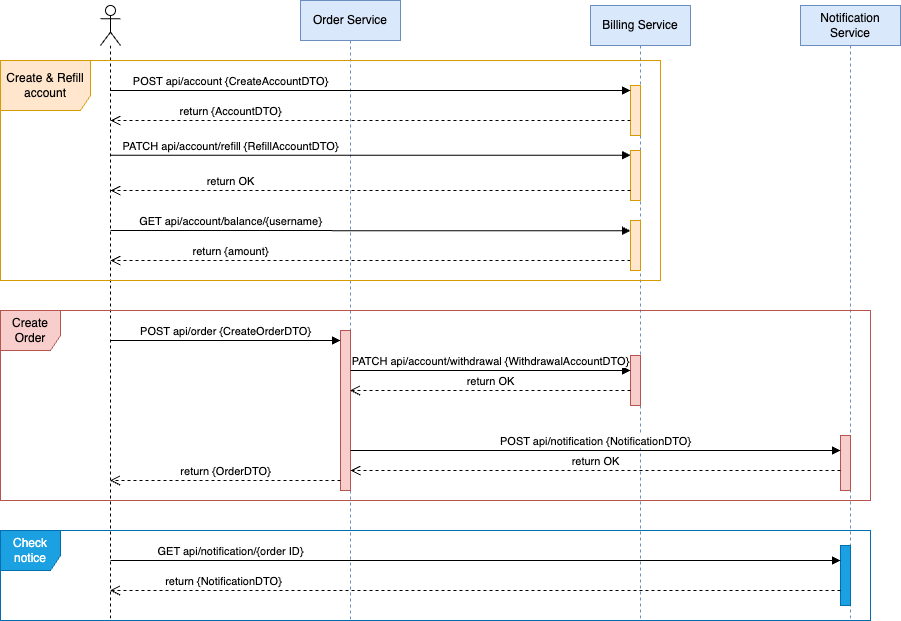 Order Service
Billing Service
Notification
Service
Create & Refill
account
POST api/account {CreateAccountDTO}
return {AccountDTO}
PATCH api/account/refill {RefillAccountDTO}
return OK
GET api/account/balance/{username}
return {amount}
Create
Order
POST api/order {CreateOrderDTO}
PATCH api/account/withdrawal {WithdrawalAccountDTO}
return OK
POST api/notification {NotificationDTO}
return OK
return {OrderDTO}
Check
notice
GET api/notification/{order ID}
return {NotificationDTO}